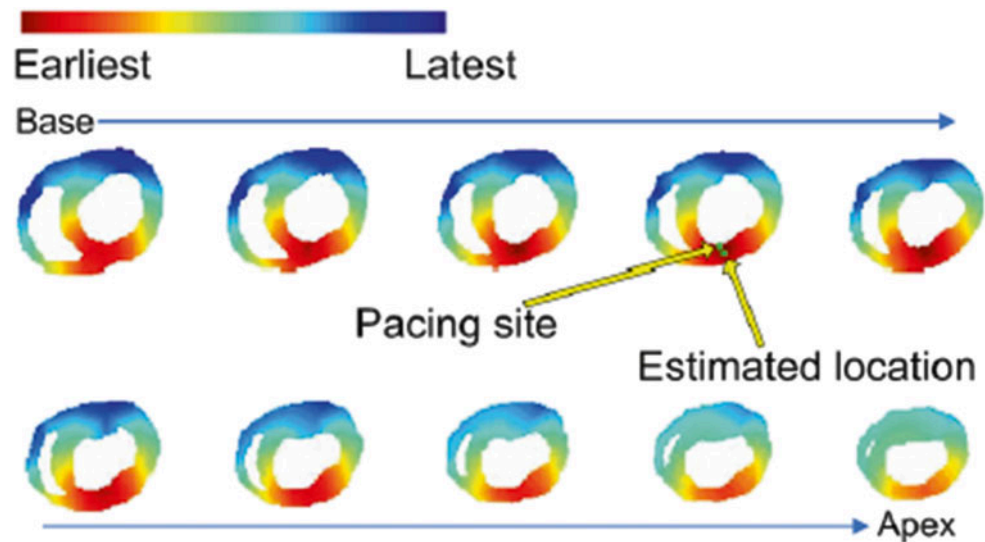 Earliest Latest
Base
Pacing site
Estimated location
Apex